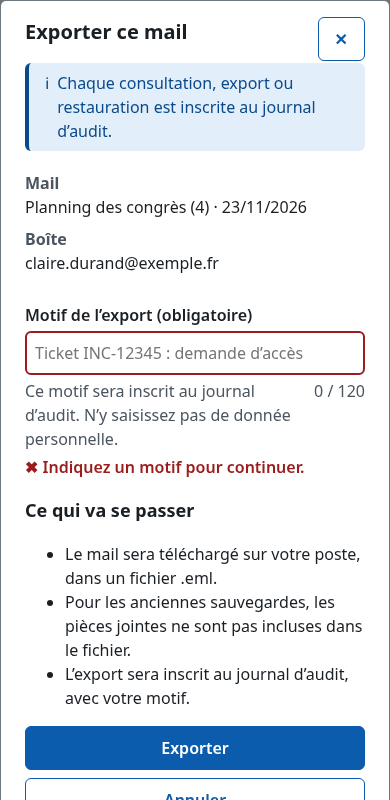 Exporter ce mail
×
i Chaque consultation, export ou
restauration est inscrite au journal
d’audit.
Mail
Planning des congrès (4) · 23/11/2026
Boîte
claire.durand@exemple.fr
Motif de l’export (obligatoire)
Ticket INC-12345 : demande d’accès
Ce motif sera inscrit au journal 0 / 120
d’audit. N’y saisissez pas de donnée
personnelle.
✖ Indiquez un motif pour continuer.
Ce qui va se passer
• Le mail sera téléchargé sur votre poste,
dans un fichier .eml.
• Pour les anciennes sauvegardes, les
pièces jointes ne sont pas incluses dans
le fichier.
• L’export sera inscrit au journal d’audit,
avec votre motif.
Exporter
Annuler